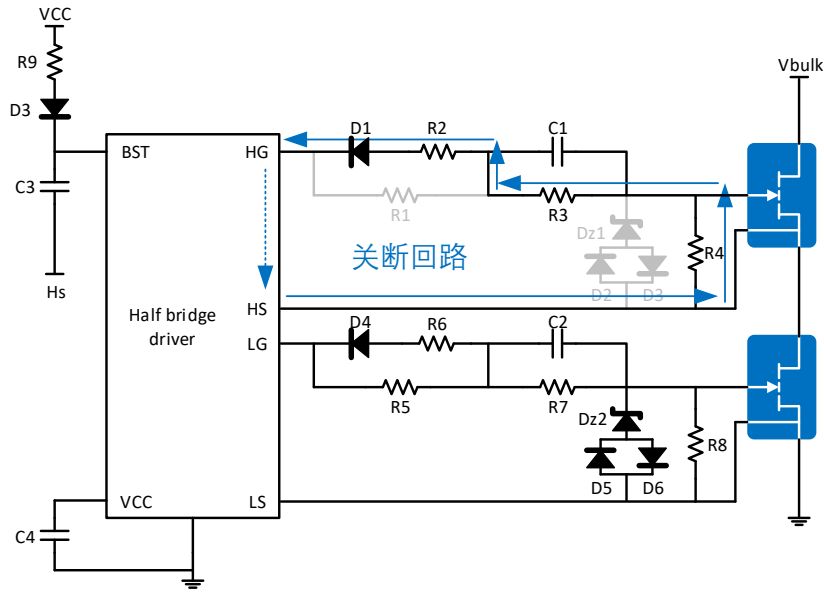 VCC
R9
D3
C3
Hs
BST
HG
D1
R2
C1
R1
R3
Dz1
D2
D3
R4
关断回路
Vbulk
Half bridge
driver
HS
LG
D4
R6
C2
R5
R7
Dz2
D5
D6
R8
VCC
LS
C4